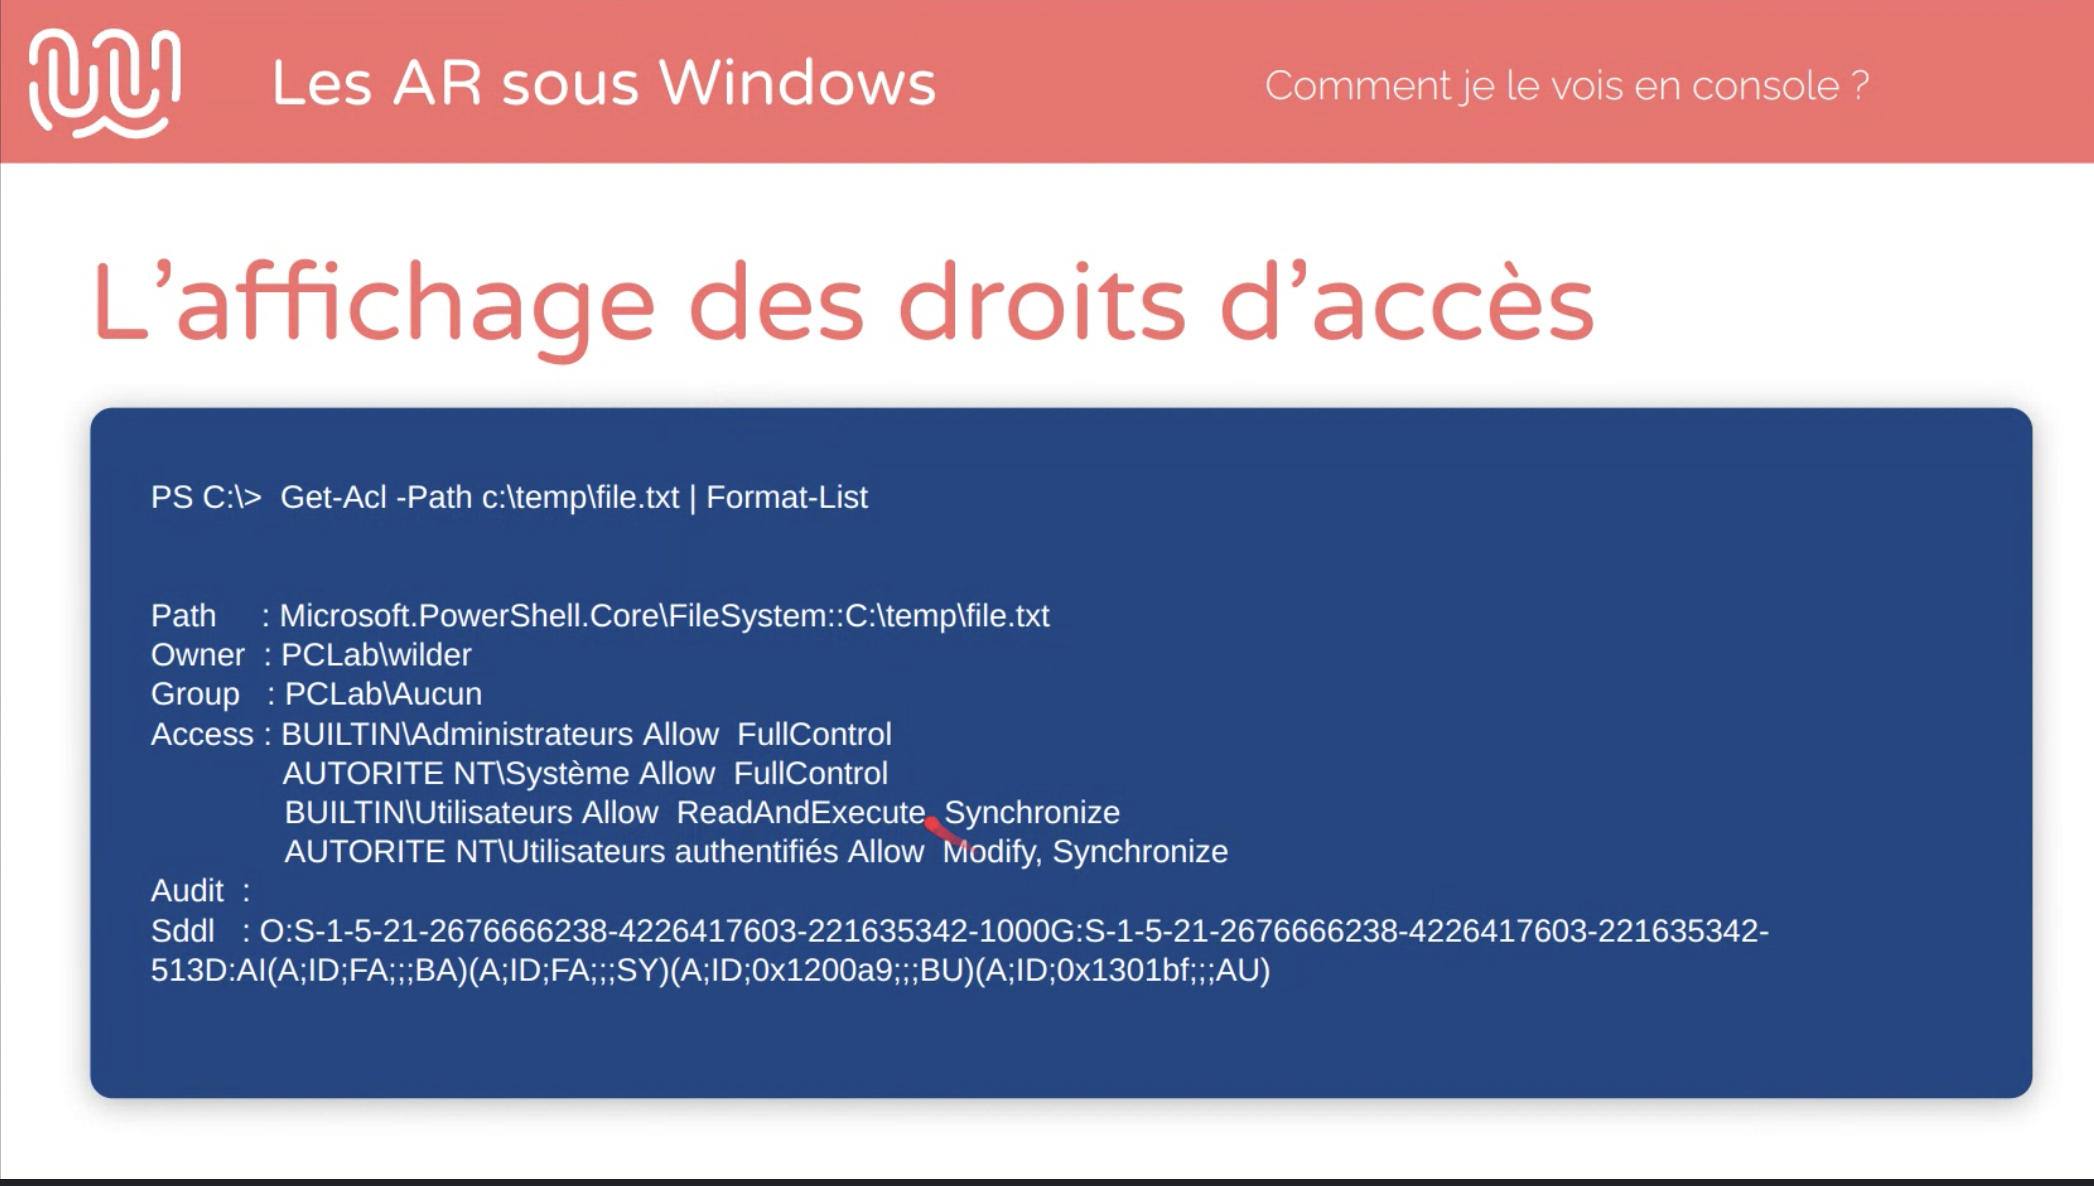 Les AR sous Windows
Comment je le vois en console ?
L’affichage des droits d’accès
PS C:\>  Get-Acl -Path c:\temp\file.txt | Format-List
Path     : Microsoft.PowerShell.Core\FileSystem::C:\temp\file.txt
Owner  : PCLab\wilder
Group   : PCLab\Aucun
Access : BUILTIN\Administrateurs Allow  FullControl
AUTORITE NT\Système Allow  FullControl
BUILTIN\Utilisateurs Allow  ReadAndExecute, Synchronize
AUTORITE NT\Utilisateurs authentifiés Allow  Modify, Synchronize
Audit  :
Sddl   : O:S-1-5-21-2676666238-4226417603-221635342-1000G:S-1-5-21-2676666238-4226417603-221635342-
513D:AI(A;ID;FA;;;BA)(A;ID;FA;;;SY)(A;ID;0x1200a9;;;BU)(A;ID;0x1301bf;;;AU)